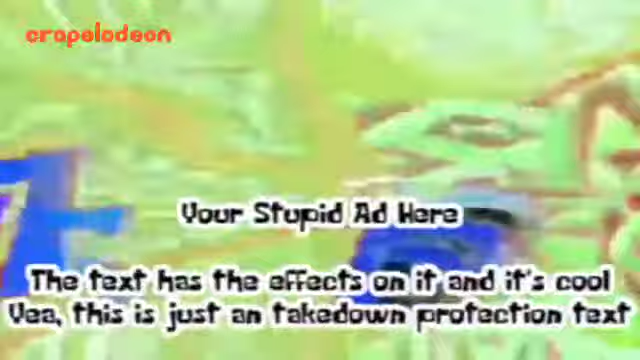 crapelodeon
Your Stupid Ad Here
The text has the effects on it and it's cool
Yea, this is just an takedown protection text